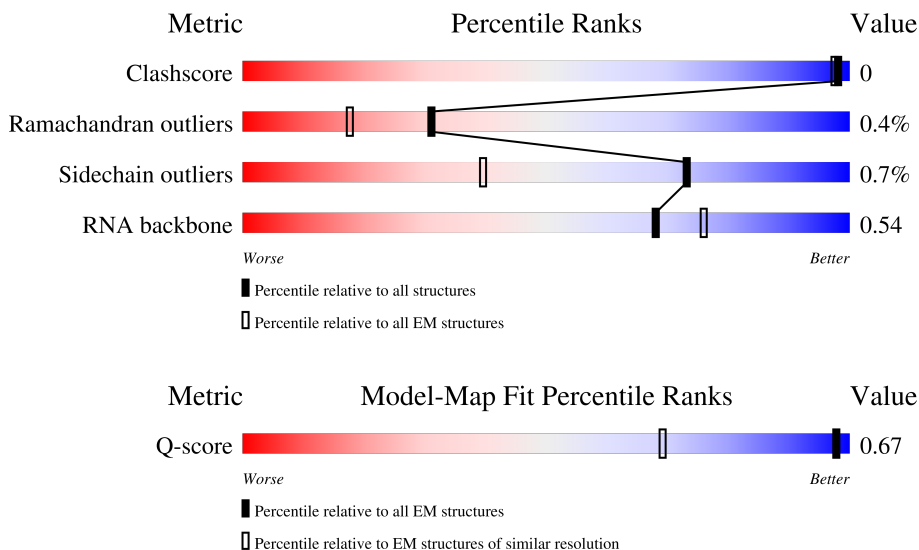 Metric Percentile Ranks Value
Clashscore 0
Ramachandran outliers 0.4%
Sidechain outliers 0.7%
RNA backbone 0.54
Worse Better
Percentile relative to all structures
Percentile relative to all EM structures
Metric Model-Map Fit Percentile Ranks Value
Q-score 0.67
Worse Better
Percentile relative to all EM structures
Percentile relative to EM structures of similar resolution